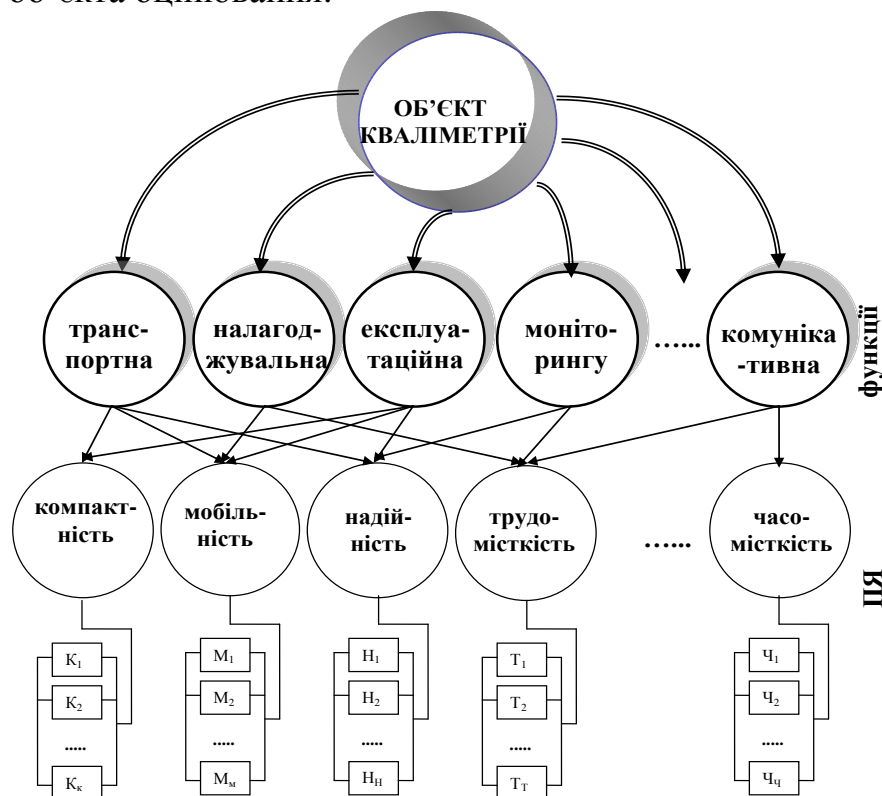 об’єкта оцінювання.
ОБ’ЄКТ
КВАЛІМЕТРІЇ
транс-
портна
налагод-
жувальна
експлуа-
таційна
моніто-
рингу
…...
комуніка
-тивна
функції
компакт-
ність
мобіль-
ність
надій-
ність
трудо-
місткість
…...
часо-
місткість
ПЯ
К₁
М₁
Н₁
Т₁
Ч₁
К₂
М₂
Н₂
Т₂
Ч₂
.....
.....
.....
.....
.....
Кк
Мм
НН
ТТ
ЧЧ